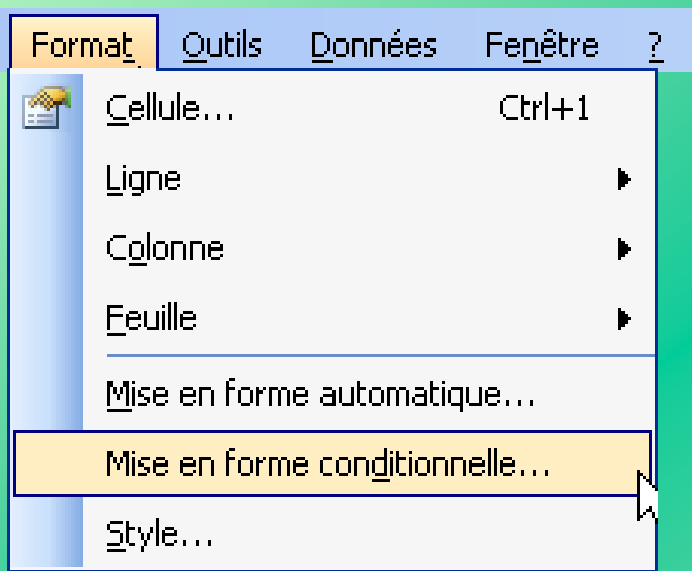 Format Outils Données Fenêtre ?
Cellule... Ctrl+1
Ligne
Colonne
Feuille
Mise en forme automatique...
Mise en forme conditionnelle...
Style...